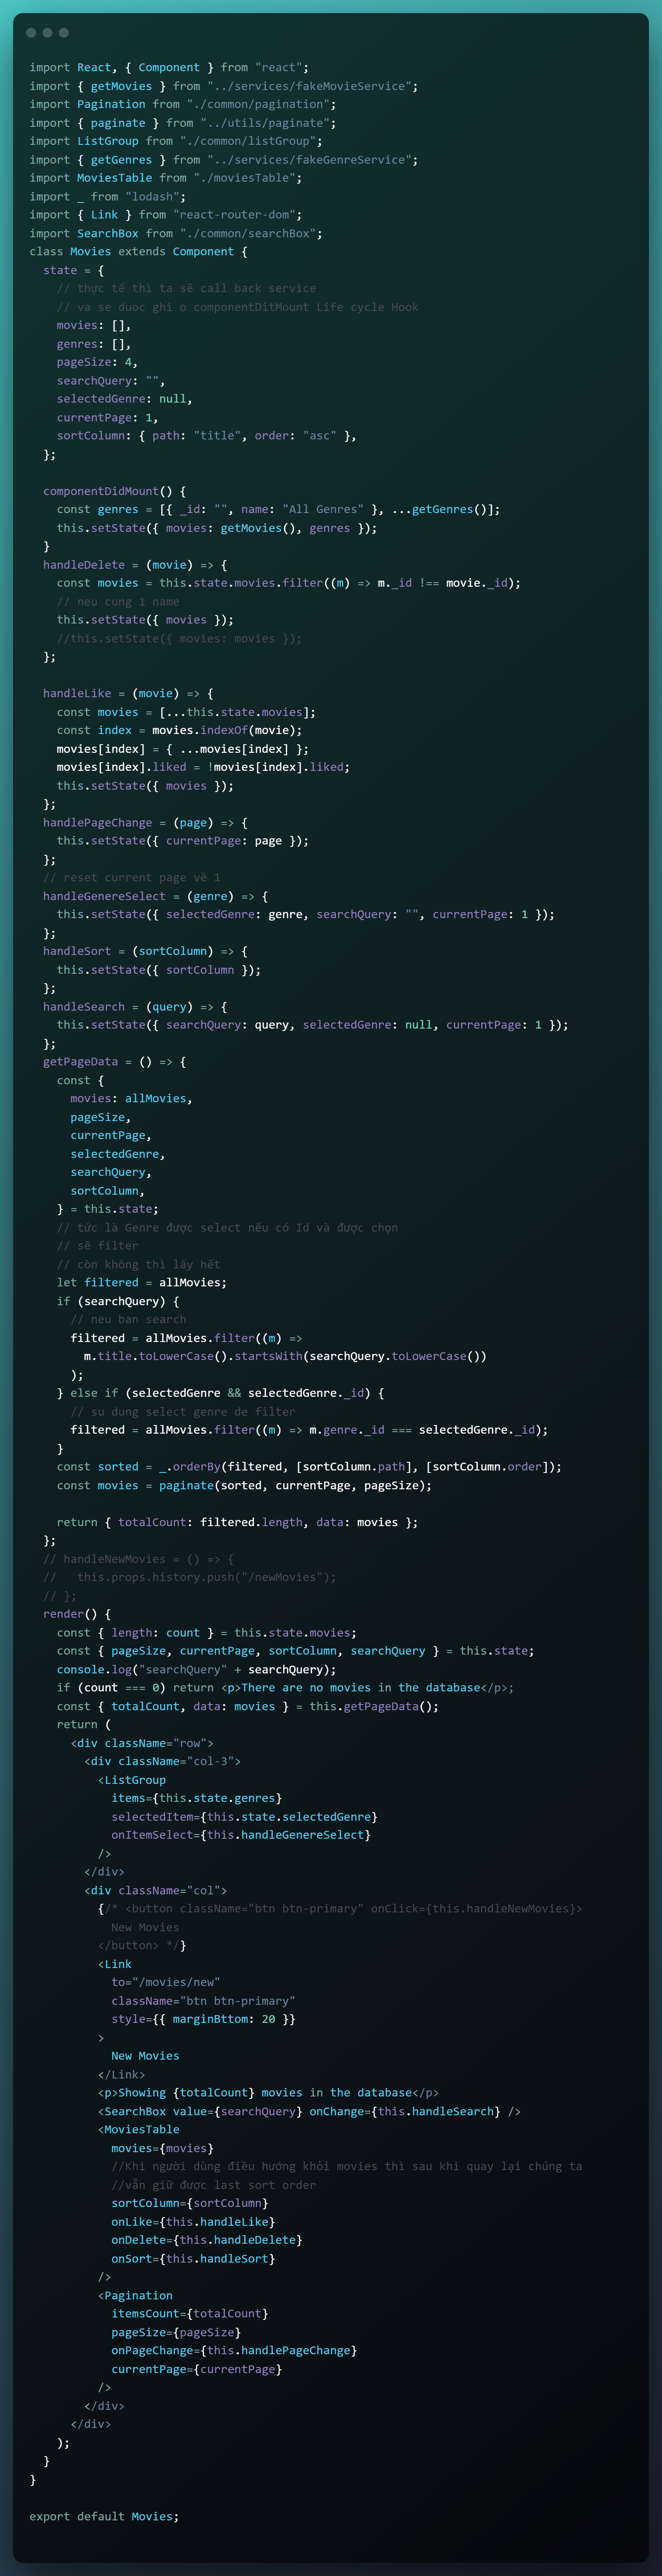 import React, { Component } from "react";
import { getMovies } from "../services/fakeMovieService";
import Pagination from "./common/pagination";
import { paginate } from "../utils/paginate";
import ListGroup from "./common/listGroup";
import { getGenres } from "../services/fakeGenreService";
import MoviesTable from "./moviesTable";
import _ from "lodash";
import { Link } from "react-router-dom";
import SearchBox from "./common/searchBox";
class Movies extends Component {
  state = {
    // thực tế thì ta sẽ call back service
    // va se duoc ghi o componentDitMount Life cycle Hook
    movies: [],
    genres: [],
    pageSize: 4,
    searchQuery: "",
    selectedGenre: null,
    currentPage: 1,
    sortColumn: { path: "title", order: "asc" },
  };

  componentDidMount() {
    const genres = [{ _id: "", name: "All Genres" }, ...getGenres()];
    this.setState({ movies: getMovies(), genres });
  }
  handleDelete = (movie) => {
    const movies = this.state.movies.filter((m) => m._id !== movie._id);
    // neu cung 1 name
    this.setState({ movies });
    //this.setState({ movies: movies });
  };

  handleLike = (movie) => {
    const movies = [...this.state.movies];
    const index = movies.indexOf(movie);
    movies[index] = { ...movies[index] };
    movies[index].liked = !movies[index].liked;
    this.setState({ movies });
  };
  handlePageChange = (page) => {
    this.setState({ currentPage: page });
  };
  // reset current page về 1
  handleGenereSelect = (genre) => {
    this.setState({ selectedGenre: genre, searchQuery: "", currentPage: 1 });
  };
  handleSort = (sortColumn) => {
    this.setState({ sortColumn });
  };
  handleSearch = (query) => {
    this.setState({ searchQuery: query, selectedGenre: null, currentPage: 1 });
  };
  getPageData = () => {
    const {
      movies: allMovies,
      pageSize,
      currentPage,
      selectedGenre,
      searchQuery,
      sortColumn,
    } = this.state;
    // tức là Genre được select nếu có Id và được chọn
    // sẽ filter
    // còn không thì lấy hết
    let filtered = allMovies;
    if (searchQuery) {
      // neu ban search
      filtered = allMovies.filter((m) =>
        m.title.toLowerCase().startsWith(searchQuery.toLowerCase())
      );
    } else if (selectedGenre && selectedGenre._id) {
      // su dung select genre de filter
      filtered = allMovies.filter((m) => m.genre._id === selectedGenre._id);
    }
    const sorted = _.orderBy(filtered, [sortColumn.path], [sortColumn.order]);
    const movies = paginate(sorted, currentPage, pageSize);

    return { totalCount: filtered.length, data: movies };
  };
  // handleNewMovies = () => {
  //   this.props.history.push("/newMovies");
  // };
  render() {
    const { length: count } = this.state.movies;
    const { pageSize, currentPage, sortColumn, searchQuery } = this.state;
    console.log("searchQuery" + searchQuery);
    if (count === 0) return <p>There are no movies in the database</p>;
    const { totalCount, data: movies } = this.getPageData();
    return (
      <div className="row">
        <div className="col-3">
          <ListGroup
            items={this.state.genres}
            selectedItem={this.state.selectedGenre}
            onItemSelect={this.handleGenereSelect}
          />
        </div>
        <div className="col">
          {/* <button className="btn btn-primary" onClick={this.handleNewMovies}>
            New Movies
          </button> */}
          <Link
            to="/movies/new"
            className="btn btn-primary"
            style={{ marginBttom: 20 }}
          >
            New Movies
          </Link>
          <p>Showing {totalCount} movies in the database</p>
          <SearchBox value={searchQuery} onChange={this.handleSearch} />
          <MoviesTable
            movies={movies}
            //Khi người dùng điều hướng khỏi movies thì sau khi quay lại chúng ta
            //vẫn giữ được last sort order
            sortColumn={sortColumn}
            onLike={this.handleLike}
            onDelete={this.handleDelete}
            onSort={this.handleSort}
          />
          <Pagination
            itemsCount={totalCount}
            pageSize={pageSize}
            onPageChange={this.handlePageChange}
            currentPage={currentPage}
          />
        </div>
      </div>
    );
  }
}

export default Movies;